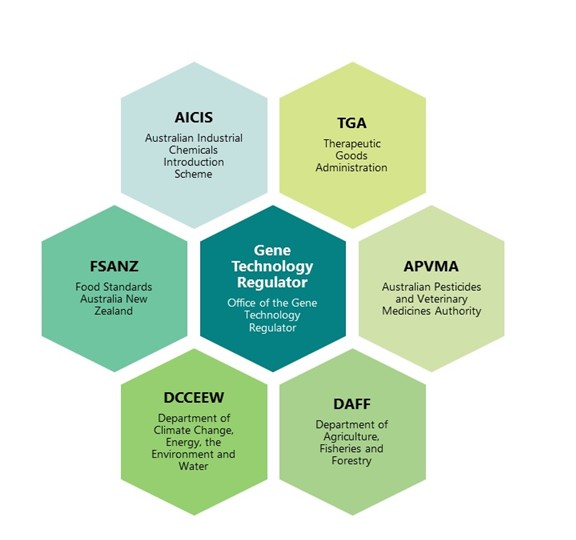 AICIS
Australian Industrial
Chemicals
Introduction
Scheme
TGA
Therapeutic
Goods
Administration
FSANZ
Food Standards
Australia New
Zealand
Gene
Technology
Regulator
Office of the Gene
Technology
Regulator
APVMA
Australian Pesticides
and Veterinary
Medicines Authority
DCCEEW
Department of
Climate Change,
Energy, the
Environment and
Water
DAFF
Department of
Agriculture,
Fisheries and
Forestry